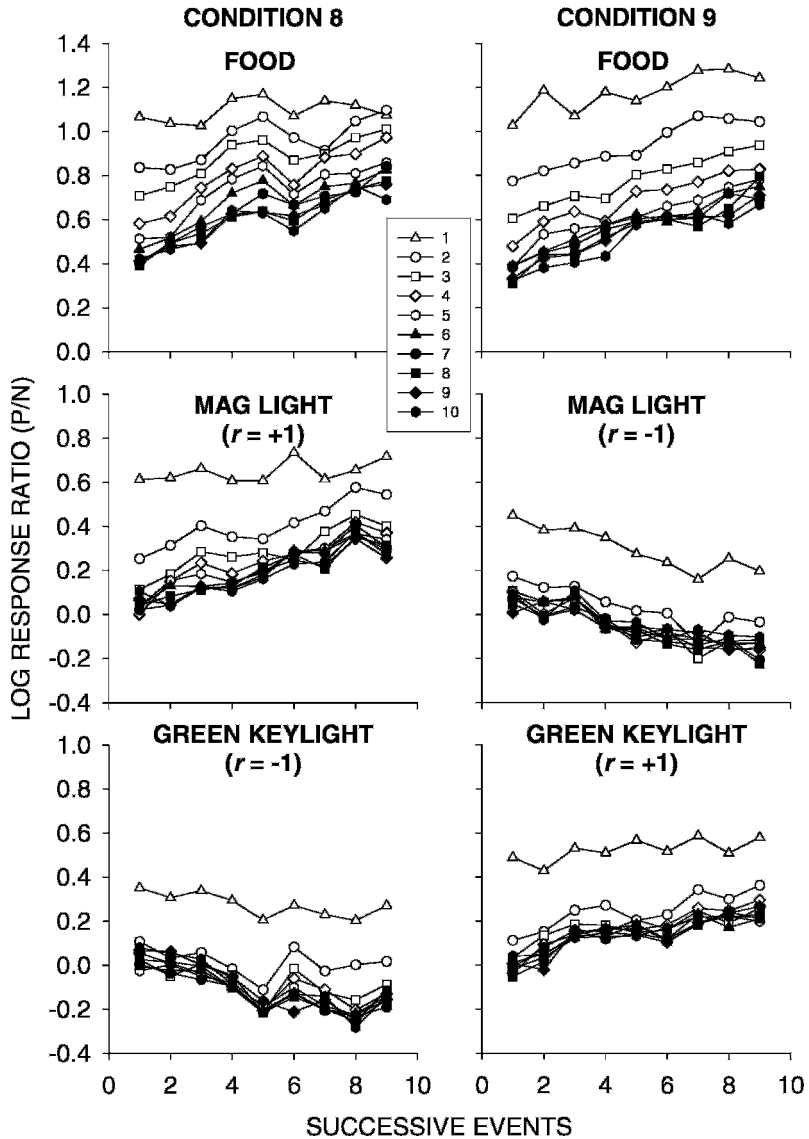 CONDITION 8
CONDITION 9
FOOD
FOOD
1.4
1.2
1.0
0.8
0.6
0.4
0.2
0.0
1
2
3
4
5
6
7
8
9
10
MAG LIGHT
(r = +1)
MAG LIGHT
(r = -1)
1.0
0.8
0.6
0.4
0.2
0.0
-0.2
-0.4
GREEN KEYLIGHT
(r = -1)
GREEN KEYLIGHT
(r = +1)
1.0
0.8
0.6
0.4
0.2
0.0
-0.2
-0.4
0 2 4 6 8 10
0 2 4 6 8 10
LOG RESPONSE RATIO (P/N)
SUCCESSIVE EVENTS